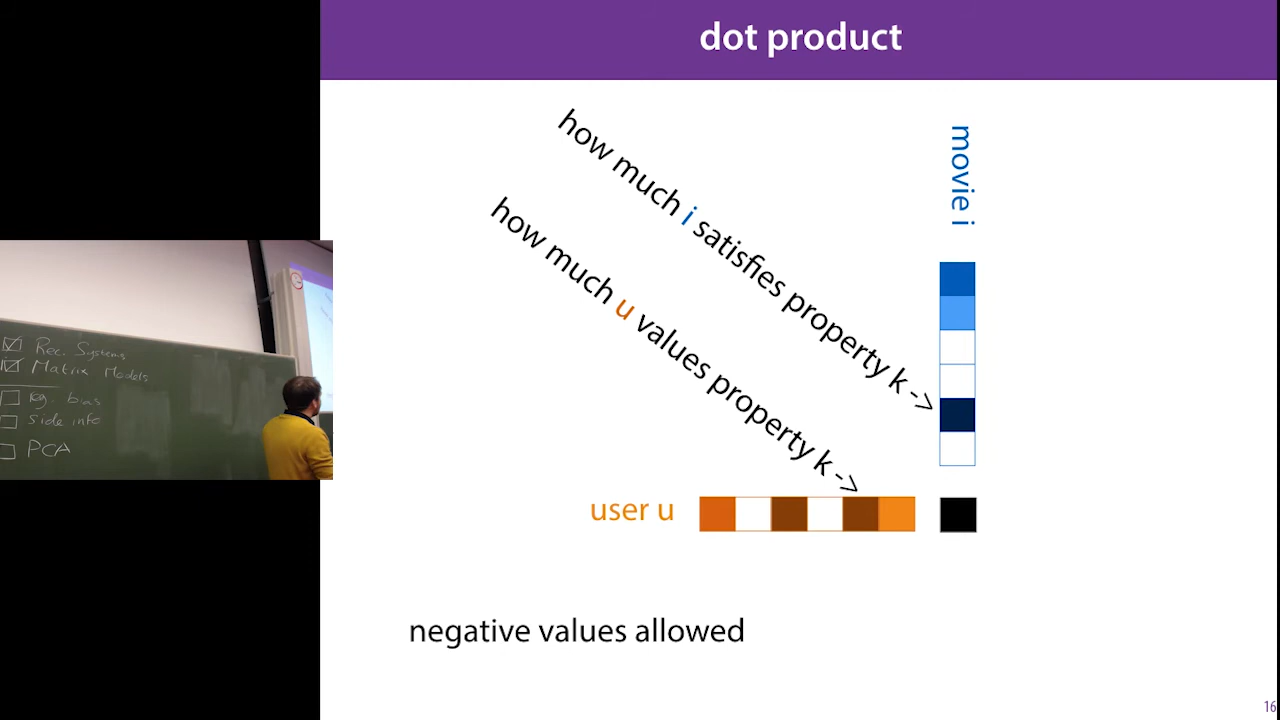 dot product
how much i satisfies property k ->
how much u values property k ->
movie i
user u
negative values allowed
16
Rec. Systems
Matrix Models
bias
side info
PCA